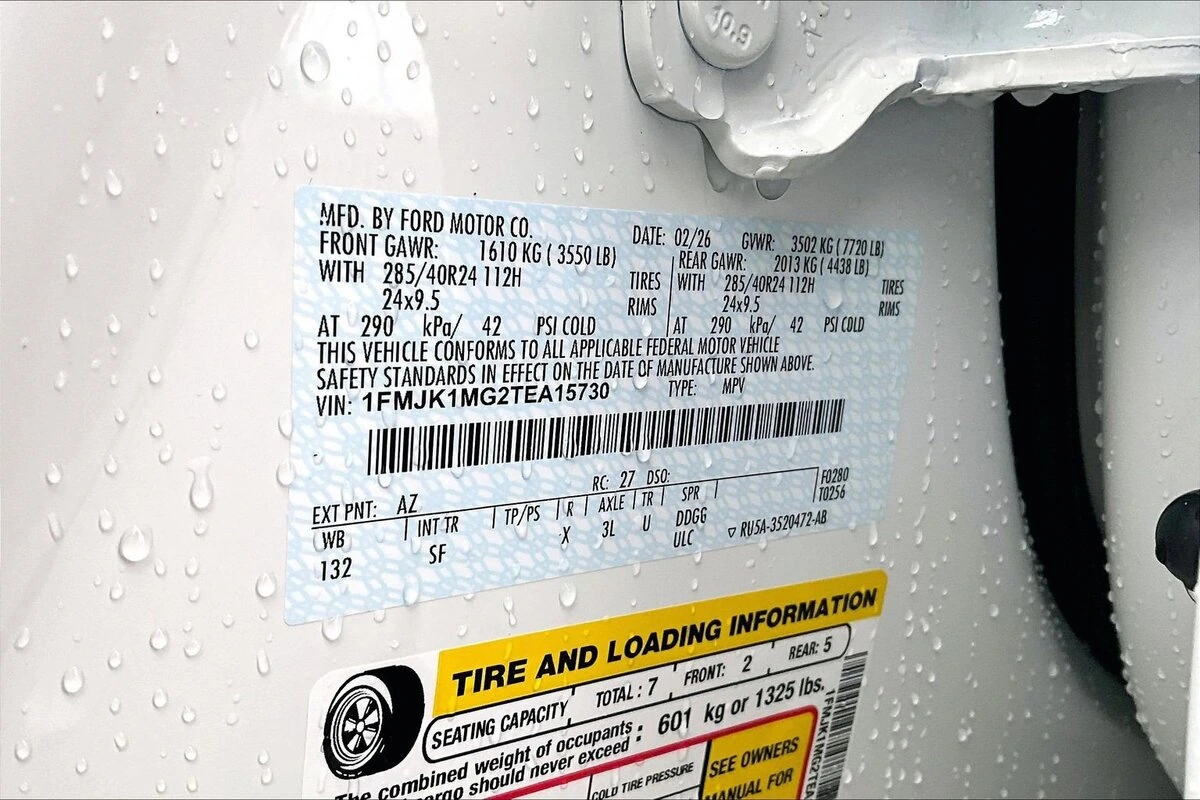 10.9
MFD. BY FORD MOTOR CO. DATE: 02/26 GVWR: 3502 KG ( 7720 LB)
FRONT GAWR: 1610 KG ( 3550 LB) REAR GAWR: 2013 KG ( 4438 LB)
WITH 285/40R24 112H TIRES WITH 285/40R24 112H TIRES
24x9.5 RIMS 24x9.5 RIMS
AT 290 kPa/ 42 PSI COLD AT 290 kPa/ 42 PSI COLD
THIS VEHICLE CONFORMS TO ALL APPLICABLE FEDERAL MOTOR VEHICLE
SAFETY STANDARDS IN EFFECT ON THE DATE OF MANUFACTURE SHOWN ABOVE.
VIN: 1FMJK1MG2TEA15730 TYPE: MPV
EXT PNT: AZ RC: 27 DSO: F0280
WB INT TR TP/PS R AXLE TR SPR T0256
132 SF X 3L U DDGG
ULC ▽ RU5A-3520472-AB
TIRE AND LOADING INFORMATION
SEATING CAPACITY TOTAL : 7 FRONT: 2 REAR: 5
The combined weight of occupants
cargo should never exceed : 601 kg or 1325 lbs.
COLD TIRE PRESSURE
SEE OWNERS
MANUAL FOR
1FMJK1MG2TEA